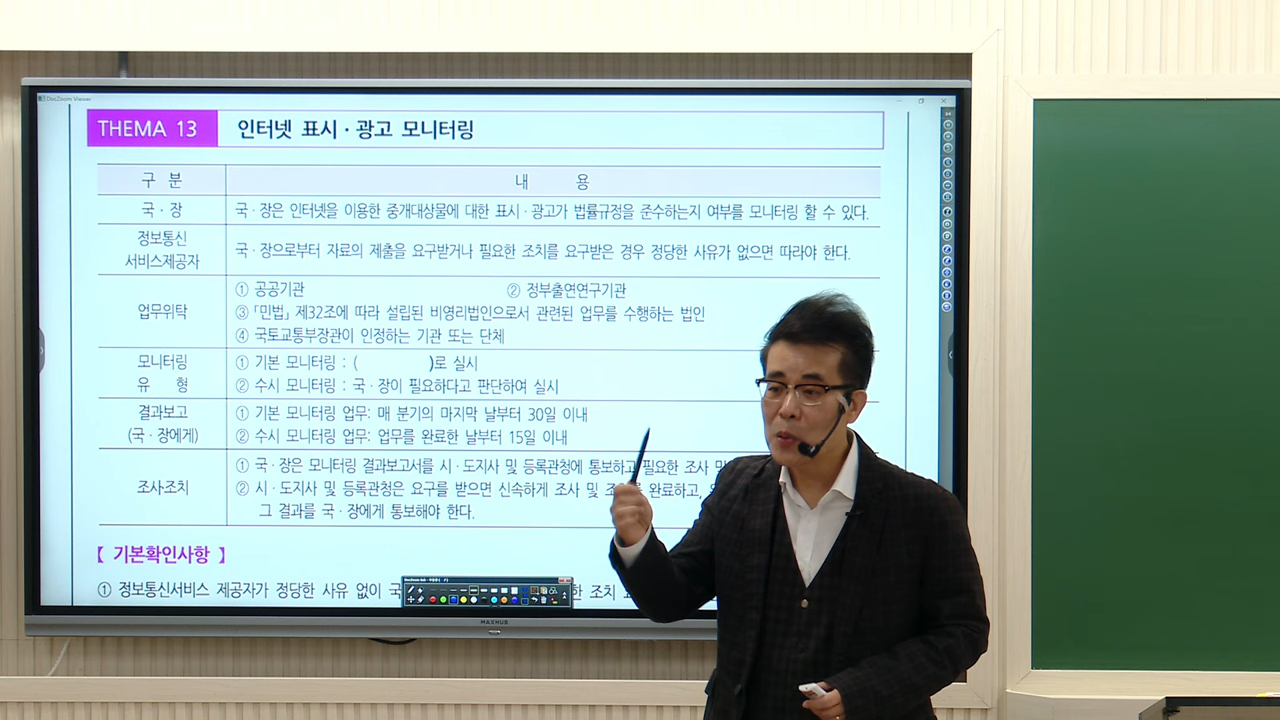 DocZoom Viewer
THEMA 13 인터넷 표시·광고 모니터링
구 분 내 용
국·장 국·장은 인터넷을 이용한 중개대상물에 대한 표시·광고가 법률규정을 준수하는지 여부를 모니터링 할 수 있다.
정보통신
서비스제공자 국·장으로부터 자료의 제출을 요구받거나 필요한 조치를 요구받은 경우 정당한 사유가 없으면 따라야 한다.
업무위탁 ① 공공기관 ② 정부출연연구기관
③ 「민법」 제32조에 따라 설립된 비영리법인으로서 관련된 업무를 수행하는 법인
④ 국토교통부장관이 인정하는 기관 또는 단체
모니터링 ① 기본 모니터링 : ( )로 실시
유 형 ② 수시 모니터링 : 국·장이 필요하다고 판단하여 실시
결과보고 ① 기본 모니터링 업무: 매 분기의 마지막 날부터 30일 이내
(국·장에게) ② 수시 모니터링 업무: 업무를 완료한 날부터 15일 이내
조사조치 ① 국·장은 모니터링 결과보고서를 시·도지사 및 등록관청에 통보하고 필요한 조사 및
② 시·도지사 및 등록관청은 요구를 받으면 신속하게 조사 및 조치를 완료하고,
그 결과를 국·장에게 통보해야 한다.
【 기본확인사항 】
① 정보통신서비스 제공자가 정당한 사유 없이 국 한 조치
MAXHUB